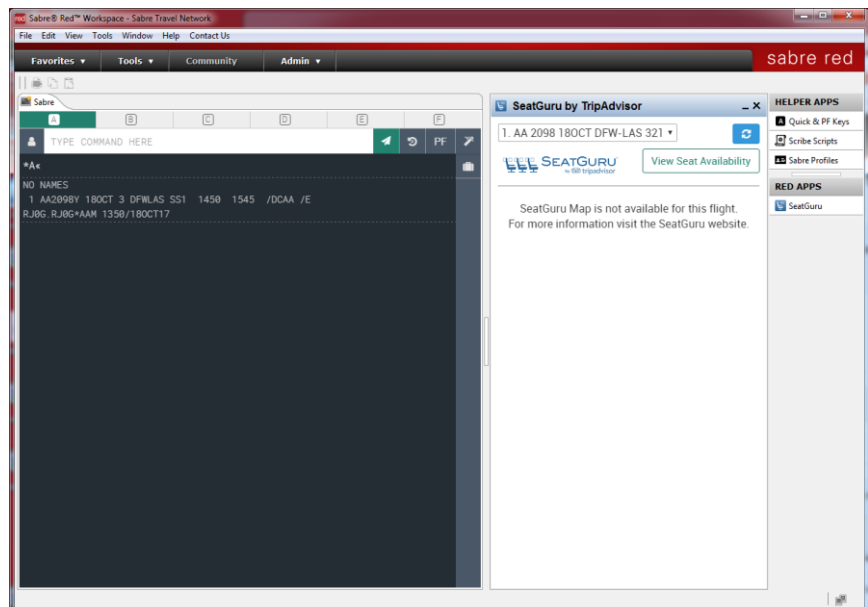 Sabre® Red™ Workspace - Sabre Travel Network
File Edit View Tools Window Help Contact Us
Favorites ▾ Tools ▾ Community Admin ▾ sabre red
Sabre
A B C D E F
TYPE COMMAND HERE PF
*A«
NO NAMES
1 AA2098Y 18OCT 3 DFWLAS SS1 1450 1545 /DCAA /E
RJ0G.RJ0G*AAM 1350/18OCT17
SeatGuru by TripAdvisor
1. AA 2098 18OCT DFW-LAS 321 ▾
SEATGURU
by tripadvisor
View Seat Availability
SeatGuru Map is not available for this flight.
For more information visit the SeatGuru website.
HELPER APPS
A Quick & PF Keys
Scribe Scripts
Sabre Profiles
RED APPS
SeatGuru